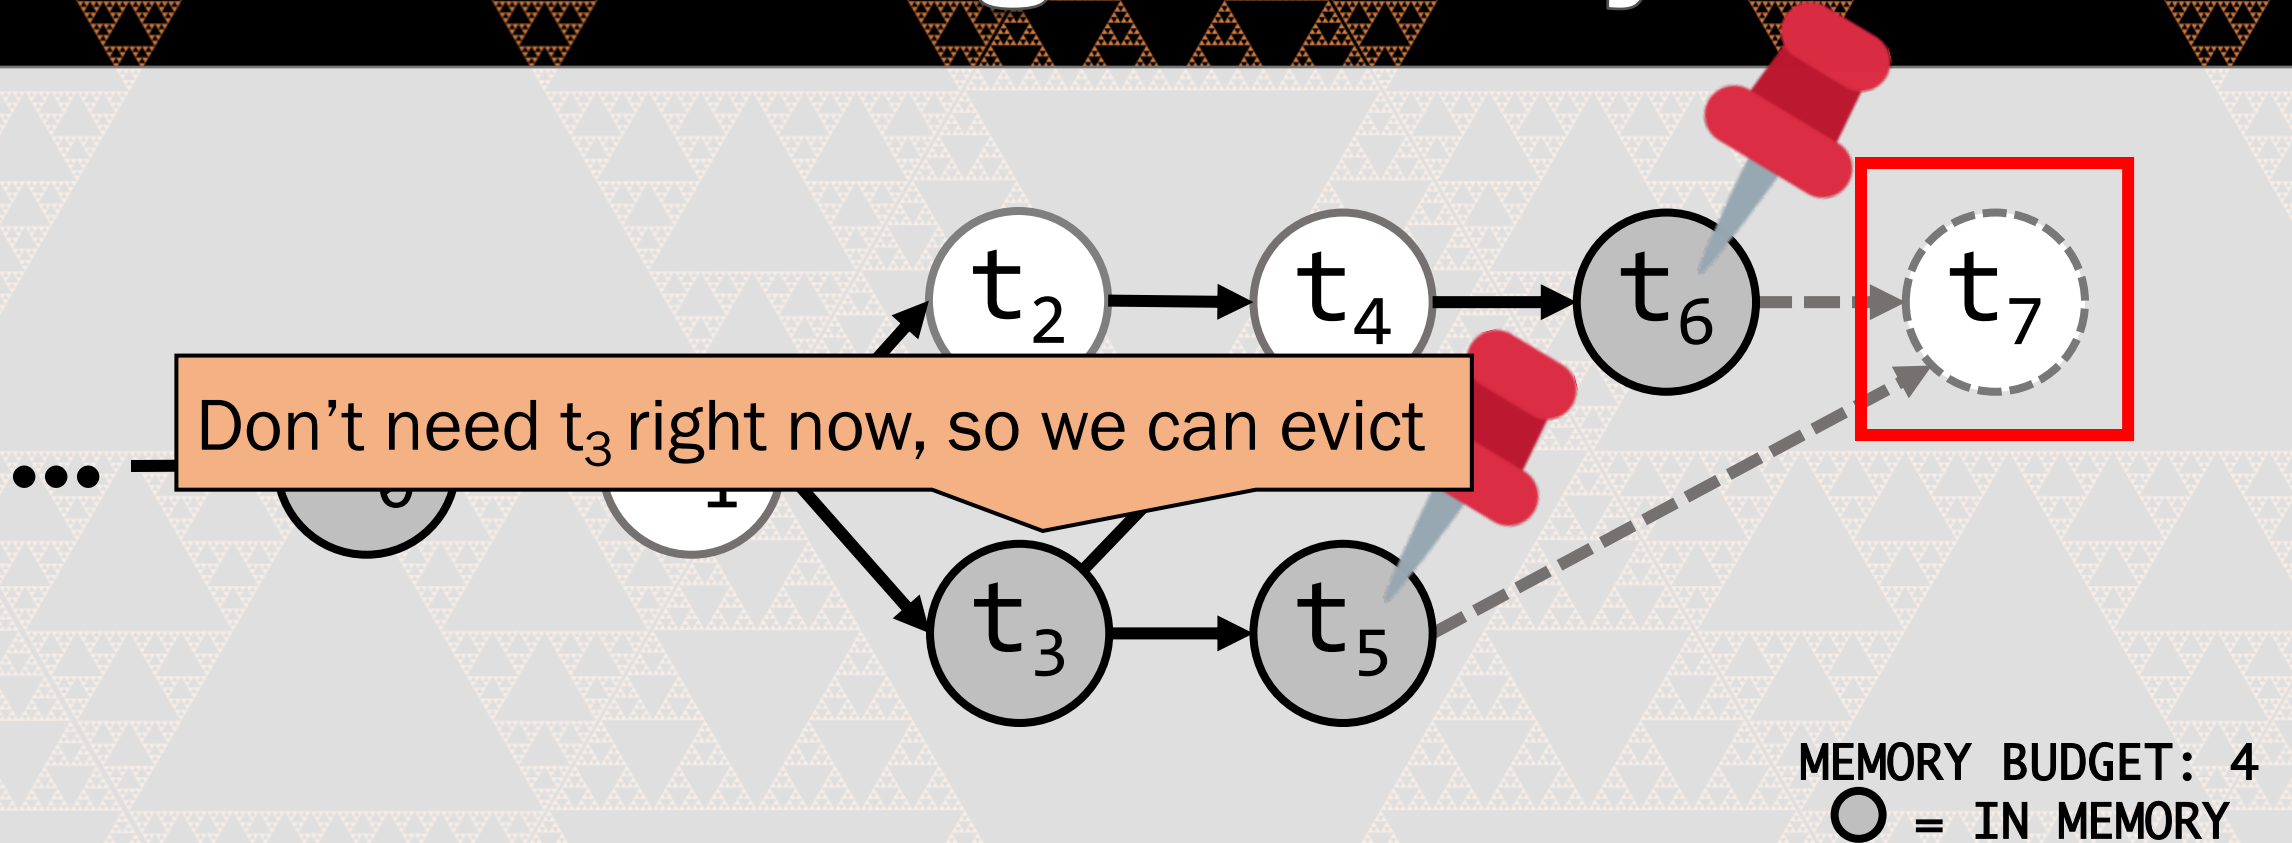 t2 t4 t6 t7
Don’t need t3 right now, so we can evict
•••
t3 t5
MEMORY BUDGET: 4
= IN MEMORY